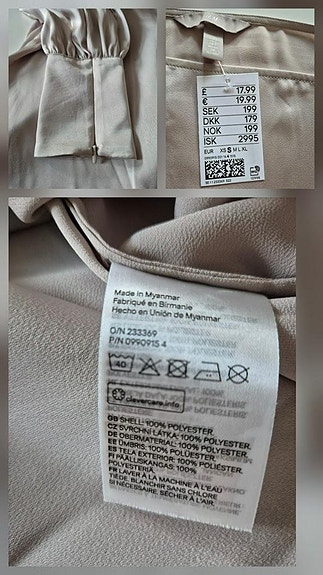 £ 17.99
€ 19.99
SEK 199
DKK 179
NOK 199
ISK 2995
EUR XS S M L XL
Made in Myanmar
Fabriqué en Birmanie
Hecho en Unión de Myanmar
O/N 233369
P/N 0990915 4
40
clevercare.info
GB SHELL: 100% POLYESTER.
CZ SVRCHNÍ LÁTKA: 100% POLYESTER.
DE OBERMATERIAL: 100% POLYESTER.
EE ÜMBRIS: 100% POLÜESTER.
ES TELA EXTERIOR: 100% POLIÉSTER.
FI PÄÄLLISKANGAS: 100%
POLYESTERIÄ.
FR LAVER À LA MACHINE À L'EAU
TIÈDE. BLANCHIR SANS CHLORE
SI NÉCESSAIRE. SÉCHER À L'AIR